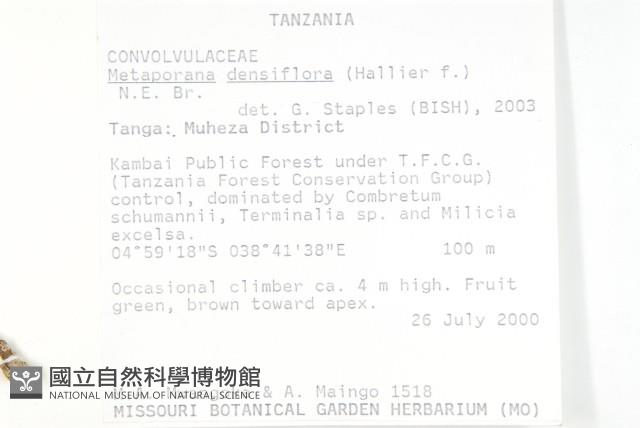 TANZANIA
CONVOLVULACEAE
Metaporana densiflora (Hallier f.)
N.E. Br.
det. G. Staples (BISH), 2003
Tanga: Muheza District
Kambai Public Forest under T.F.C.G.
(Tanzania Forest Conservation Group)
control, dominated by Combretum
schumannii, Terminalia sp. and Milicia
excelsa.
04°59'18"S 038°41'38"E 100 m
Occasional climber ca. 4 m high. Fruit
green, brown toward apex.
26 July 2000
& A. Maingo 1518
MISSOURI BOTANICAL GARDEN HERBARIUM (MO)
國立自然科學博物館
NATIONAL MUSEUM OF NATURAL SCIENCE